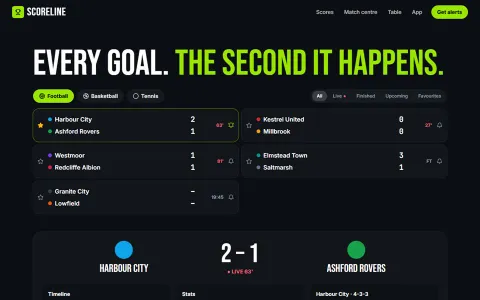 SCORELINE
Scores Match centre Table App Get alerts
EVERY GOAL. THE SECOND IT HAPPENS.
Football Basketball Tennis
All Live Finished Upcoming Favourites
Harbour City 2
Ashford Rovers 1
63'
Kestrel United 0
Millbrook 0
27'
Westmoor 1
Redcliffe Albion 1
81'
Elmstead Town 3
Saltmarsh 1
FT
Granite City –
Lowfield –
19:45
2 – 1
LIVE 63'
HARBOUR CITY
ASHFORD ROVERS
Timeline
Stats
Harbour City · 4-3-3